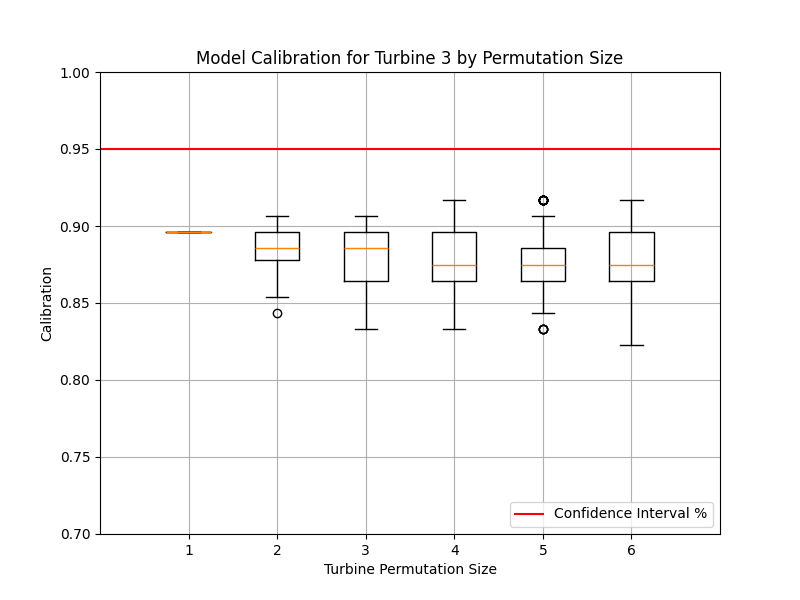 Model Calibration for Turbine 3 by Permutation Size
1.00
0.95
0.90
0.85
0.80
0.75
0.70
Calibration
Confidence Interval %
1 2 3 4 5 6
Turbine Permutation Size